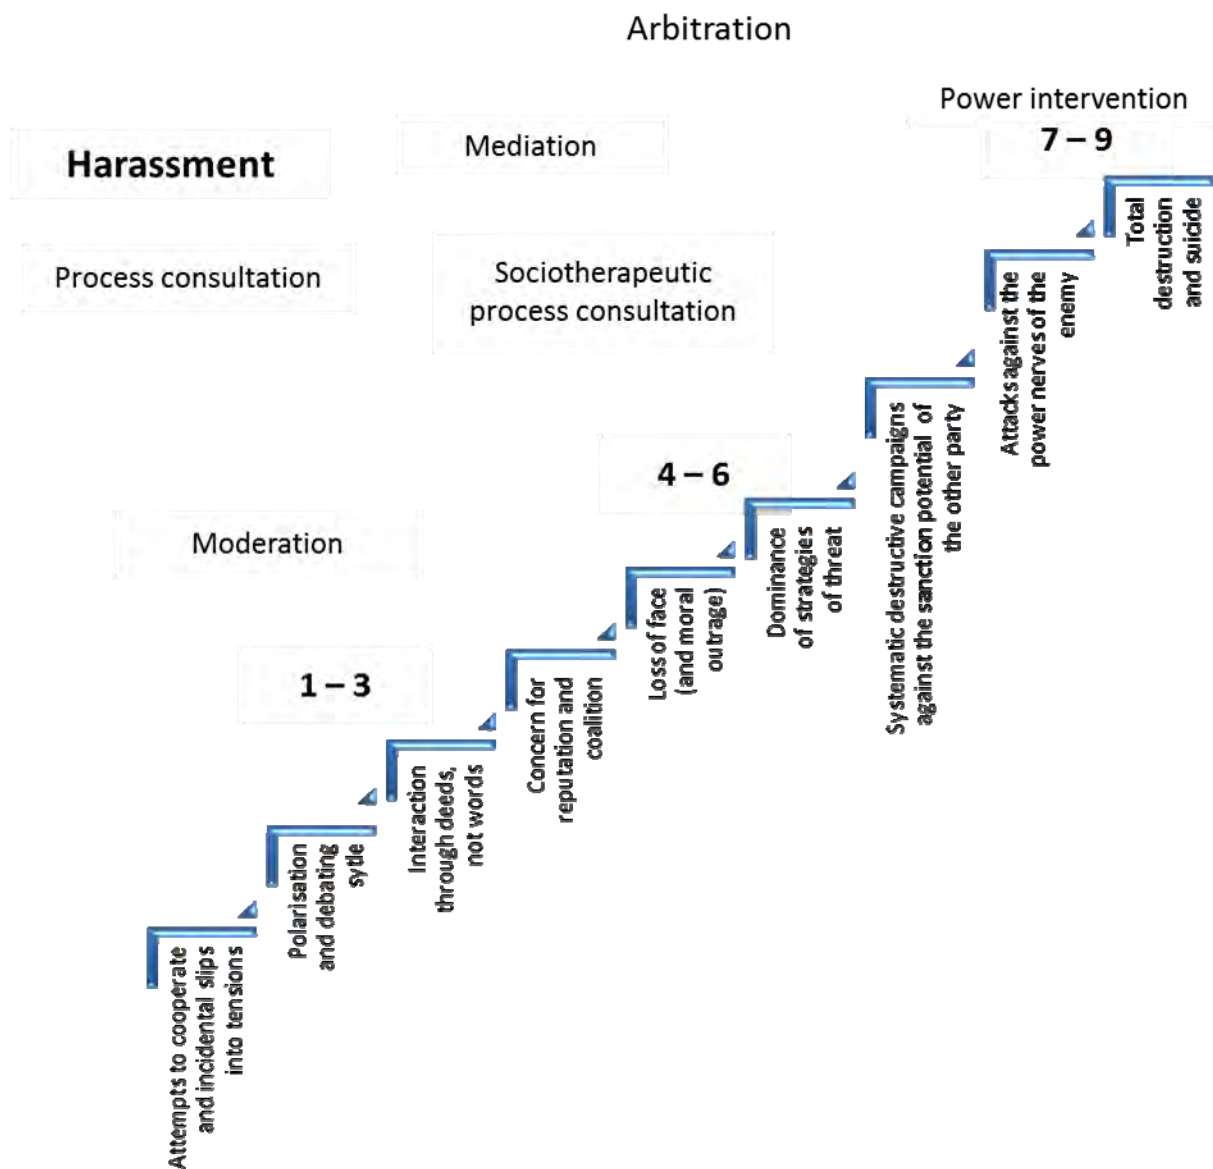 Arbitration
Power intervention
7 – 9
Mediation
Harassment
Process consultation
Sociotherapeutic
process consultation
4 – 6
Moderation
1 – 3
Attempts to cooperate
and incidental slips
into tensions
Polarisation
and debating
sytle
Interaction
through deeds,
not words
Concern for
reputation and
coalition
Loss of face
(and moral
outrage)
Dominance
of strategies
of threat
Systematic destructive campaigns
against the sanction potential of
the other party
Attacks against the
power nerves of the
enemy
Total
destruction
and suicide